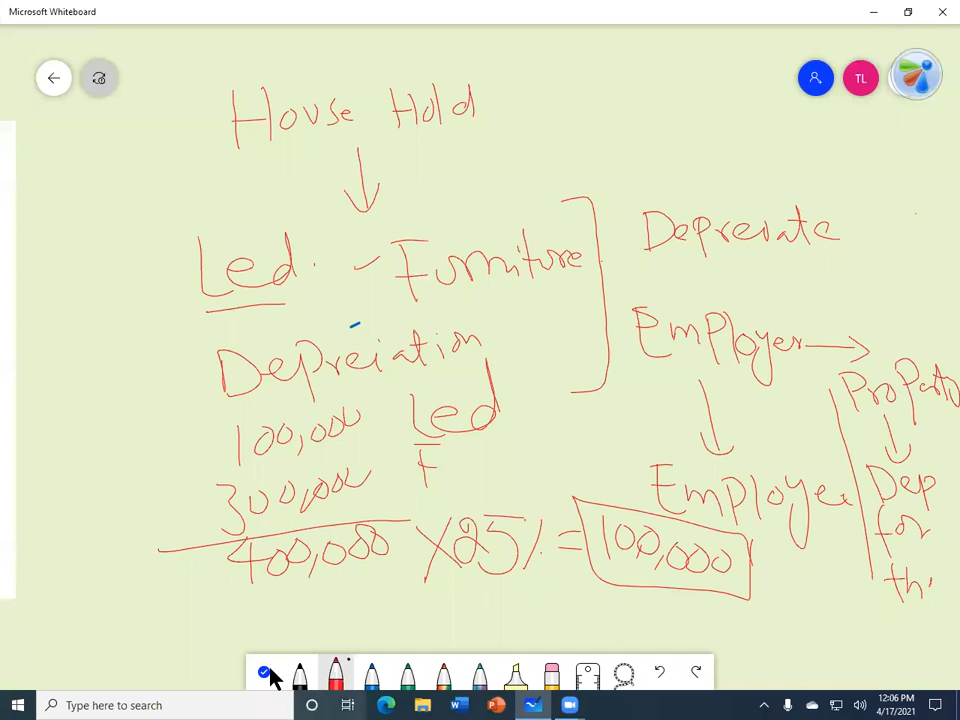 Microsoft Whiteboard
TL
House Hold
Led. - Furniture
Depreiation
100,000 Led
300,000 F
400,000 X 25% = 100,000
Employer
Employee
Property
Dep
for
Type here to search
12:06 PM
4/17/2021